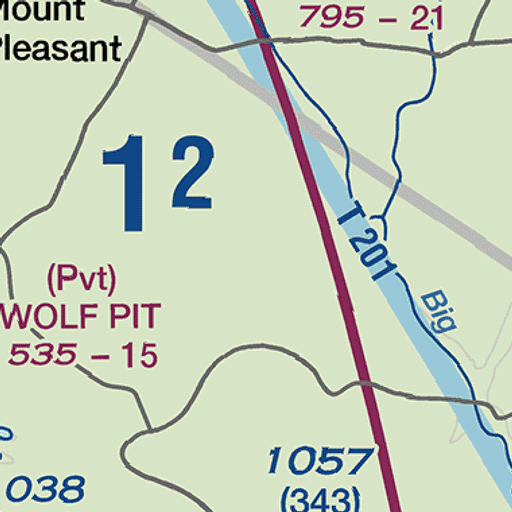 Mount
Pleasant
795 – 21
12
T 201
(Pvt)
WOLF PIT
535 – 15
Big
1057
(343)
038